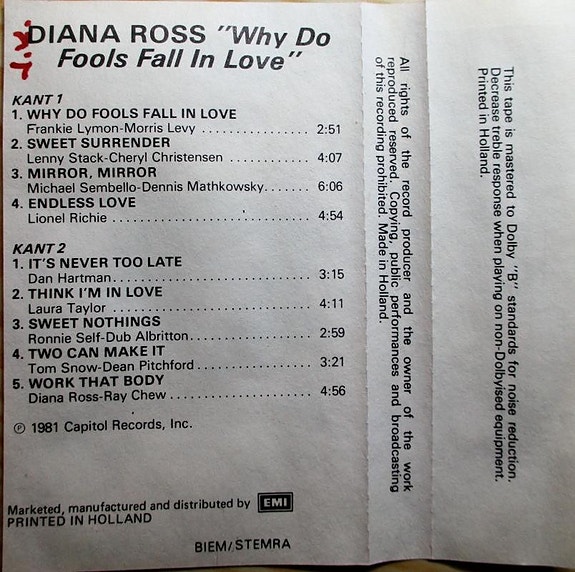 DIANA ROSS "Why Do
Fools Fall In Love"
KANT 1
1. WHY DO FOOLS FALL IN LOVE
Frankie Lymon-Morris Levy .............. 2:51
2. SWEET SURRENDER
Lenny Stack-Cheryl Christensen ........... 4:07
3. MIRROR, MIRROR
Michael Sembello-Dennis Mathkowsky....... 6:06
4. ENDLESS LOVE
Lionel Richie .......................... 4:54
KANT 2
1. IT'S NEVER TOO LATE
Dan Hartman.......................... 3:15
2. THINK I'M IN LOVE
Laura Taylor .......................... 4:11
3. SWEET NOTHINGS
Ronnie Self-Dub Albritton................. 2:59
4. TWO CAN MAKE IT
Tom Snow-Dean Pitchford ................ 3:21
5. WORK THAT BODY
Diana Ross-Ray Chew .................... 4:56
℗ 1981 Capitol Records, Inc.
Marketed, manufactured and distributed by EMI
PRINTED IN HOLLAND
BIEM/STEMRA
All rights of the record producer and the owner of the work
reproduced reserved. Copying, public performances and broadcasting
of this recording prohibited. Made in Holland.
This tape is mastered to Dolby "B" standards for noise reduction.
Decrease treble response when playing on non-Dolbyised equipment.
Printed in Holland.